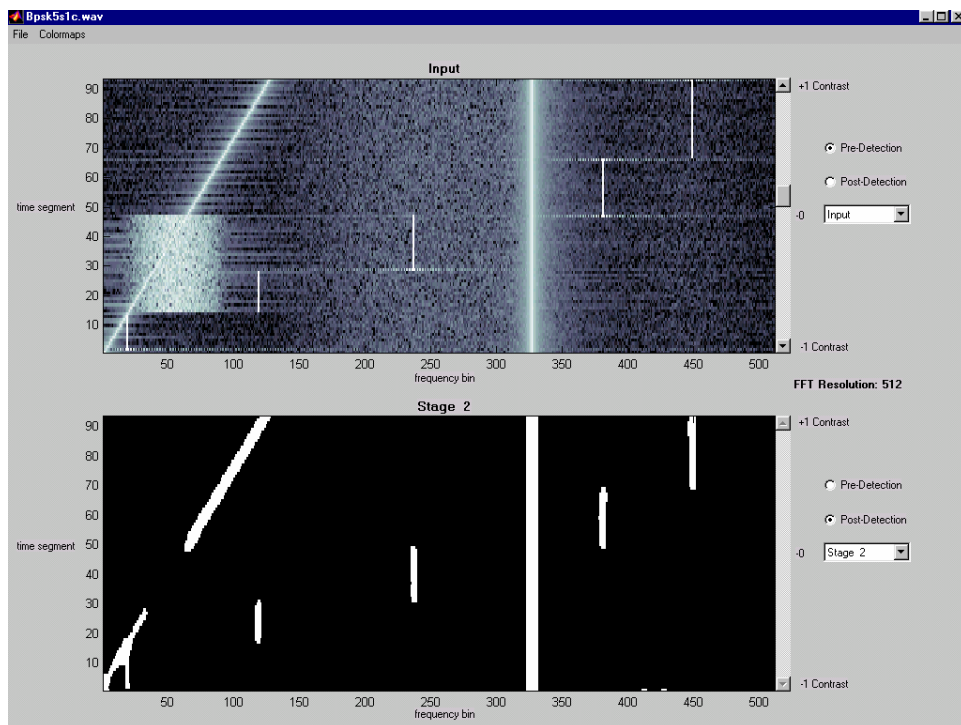 Bpsk5s1c.wav
File Colormaps
Input
90
80
70
60
50
40
30
20
10
time segment
50 100 150 200 250 300 350 400 450 500
frequency bin
+1 Contrast
Pre-Detection
Post-Detection
-0
Input
-1 Contrast
FFT Resolution: 512
Stage 2
90
80
70
60
50
40
30
20
10
time segment
50 100 150 200 250 300 350 400 450 500
frequency bin
+1 Contrast
Pre-Detection
Post-Detection
-0
Stage 2
-1 Contrast